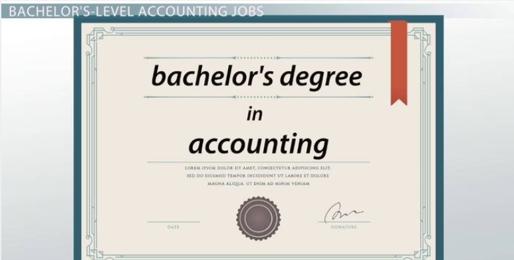 BACHELOR'S-LEVEL ACCOUNTING JOBS
bachelor's degree
in
accounting
LOREM IPSUM DOLOR SIT AMET, CONSECTETUR ADIPISCING ELIT,
SED DO EIUSMOD TEMPOR INCIDIDUNT UT LABORE ET DOLORE
MAGNA ALIQUA. UT ENIM AD MINIM VENIAM
DATE
SIGNATURE